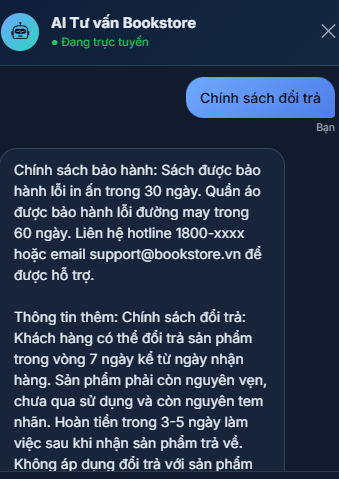 AI Tư vấn Bookstore
Đang trực tuyến
Chính sách đổi trả
Bạn
Chính sách bảo hành: Sách được bảo
hành lỗi in ấn trong 30 ngày. Quần áo
được bảo hành lỗi đường may trong
60 ngày. Liên hệ hotline 1800-xxxx
hoặc email support@bookstore.vn để
được hỗ trợ.
Thông tin thêm: Chính sách đổi trả:
Khách hàng có thể đổi trả sản phẩm
trong vòng 7 ngày kể từ ngày nhận
hàng. Sản phẩm phải còn nguyên vẹn,
chưa qua sử dụng và còn nguyên tem
nhãn. Hoàn tiền trong 3-5 ngày làm
việc sau khi nhận sản phẩm trả về.
Không áp dụng đổi trả với sản phẩm